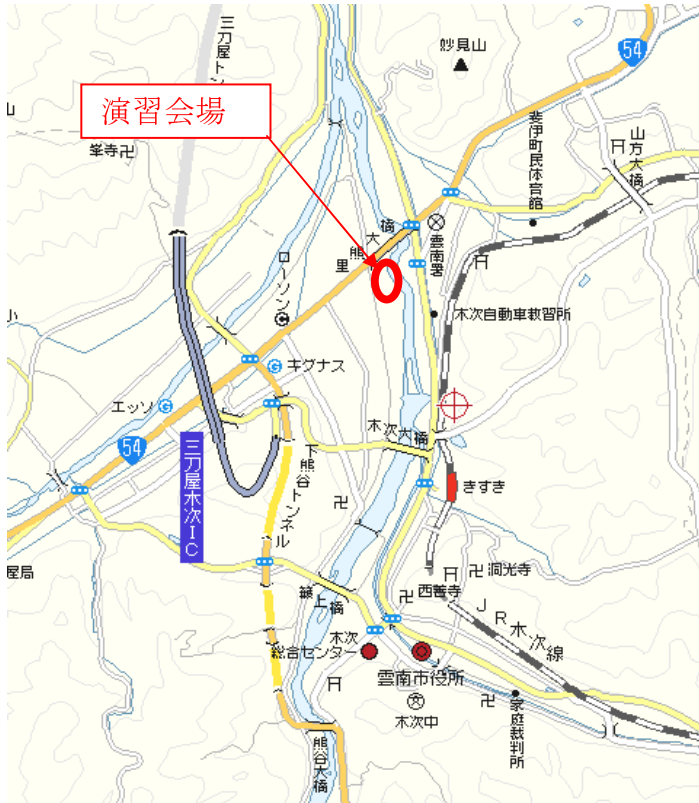 三刀屋トン
妙見山
54
演習会場
峯寺
斐伊町民体育館
山方大橋
里熊大橋
雲南署
ローソン
木次自動車教習所
小
キグナス
エッソ
54
木次大橋
三刀屋木次IC
下熊谷トンネル
きすき
屋局
洞光寺
西善寺
JR木次線
木次
総合センター
雲南市役所
文
木次中
家庭裁判所
熊谷大橋